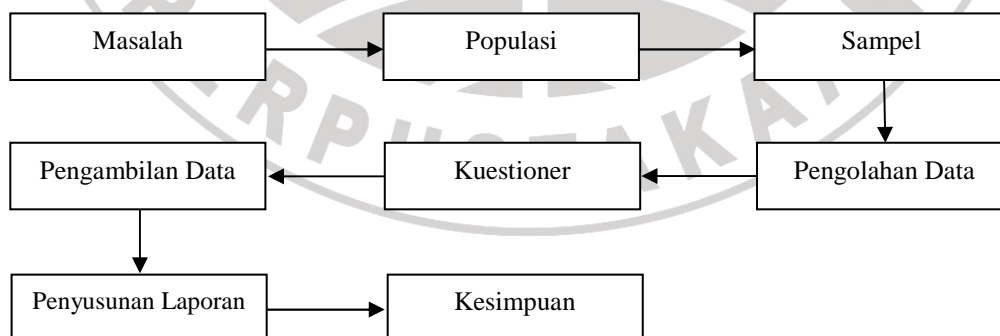 Masalah
Populasi
Sampel
Pengolahan Data
Kuestioner
Pengambilan Data
Penyusunan Laporan
Kesimpuan